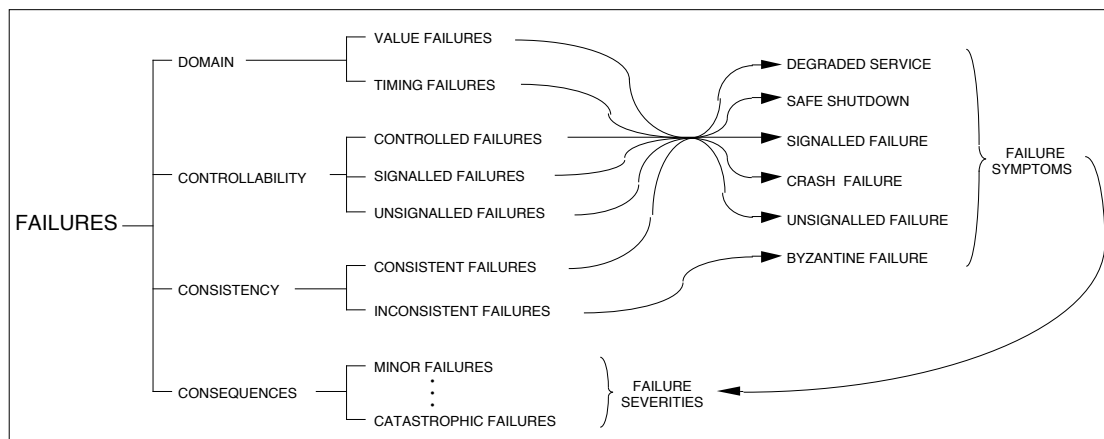 FAILURES
DOMAIN
VALUE FAILURES
TIMING FAILURES
CONTROLLABILITY
CONTROLLED FAILURES
SIGNALLED FAILURES
UNSIGNALLED FAILURES
CONSISTENCY
CONSISTENT FAILURES
INCONSISTENT FAILURES
CONSEQUENCES
MINOR FAILURES
CATASTROPHIC FAILURES
FAILURE
SEVERITIES
DEGRADED SERVICE
SAFE SHUTDOWN
SIGNALLED FAILURE
CRASH FAILURE
UNSIGNALLED FAILURE
BYZANTINE FAILURE
FAILURE
SYMPTOMS